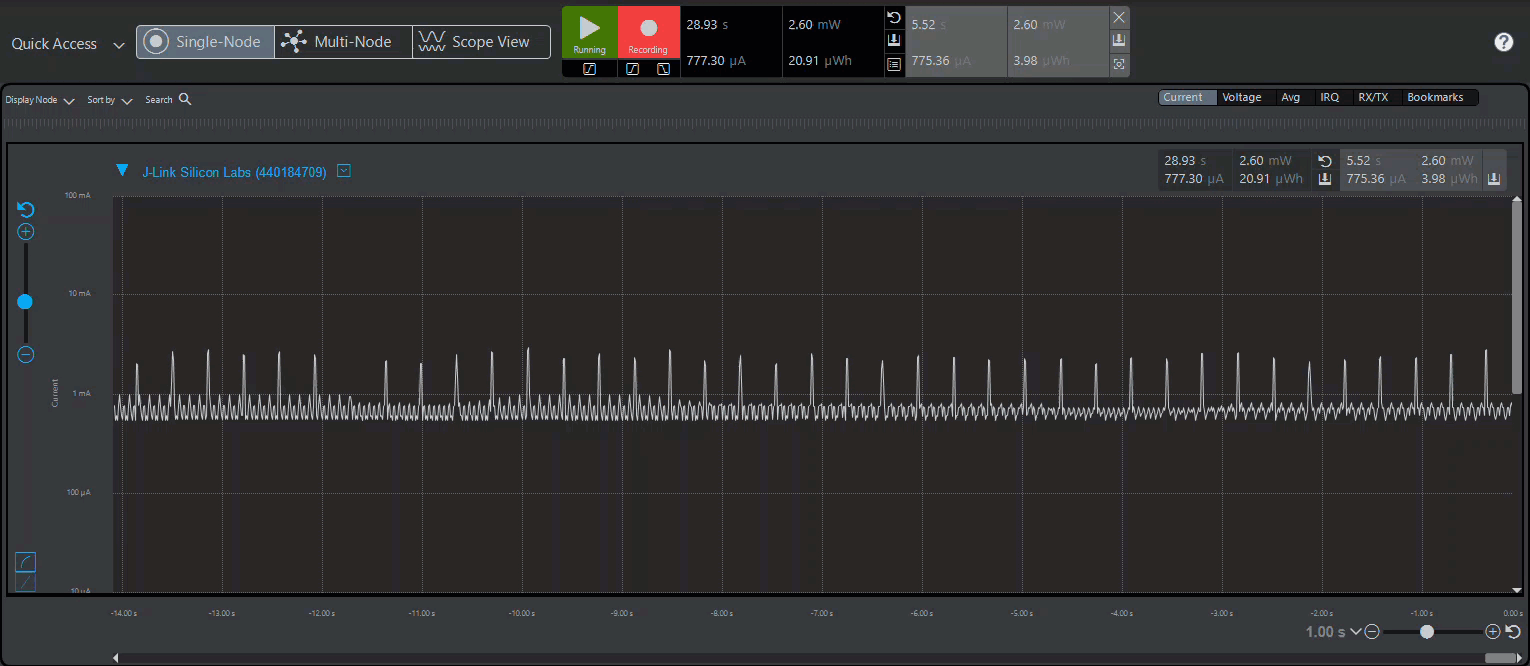 Quick Access
Single-Node
Multi-Node
Scope View
Running
Recording
28.93 s
2.60 mW
777.30 µA
20.91 µWh
5.52 s
2.60 mW
775.36 µA
3.98 µWh
Display Node
Sort by
Search
Current Voltage Avg IRQ RX/TX Bookmarks
J-Link Silicon Labs (440184709)
28.93 s 2.60 mW 5.52 s 2.60 mW
777.30 µA 20.91 µWh 775.36 µA 3.98 µWh
100 mA
10 mA
1 mA
Current
100 µA
10 µA
-14.00 s -13.00 s -12.00 s -11.00 s -10.00 s -9.00 s -8.00 s -7.00 s -6.00 s -5.00 s -4.00 s -3.00 s -2.00 s -1.00 s 0.00 s
1.00 s